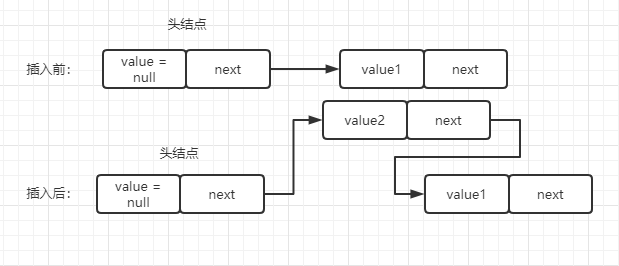 头结点
插入前:
value =
null
next
value1
next
value2
next
头结点
插入后:
value =
null
next
value1
next